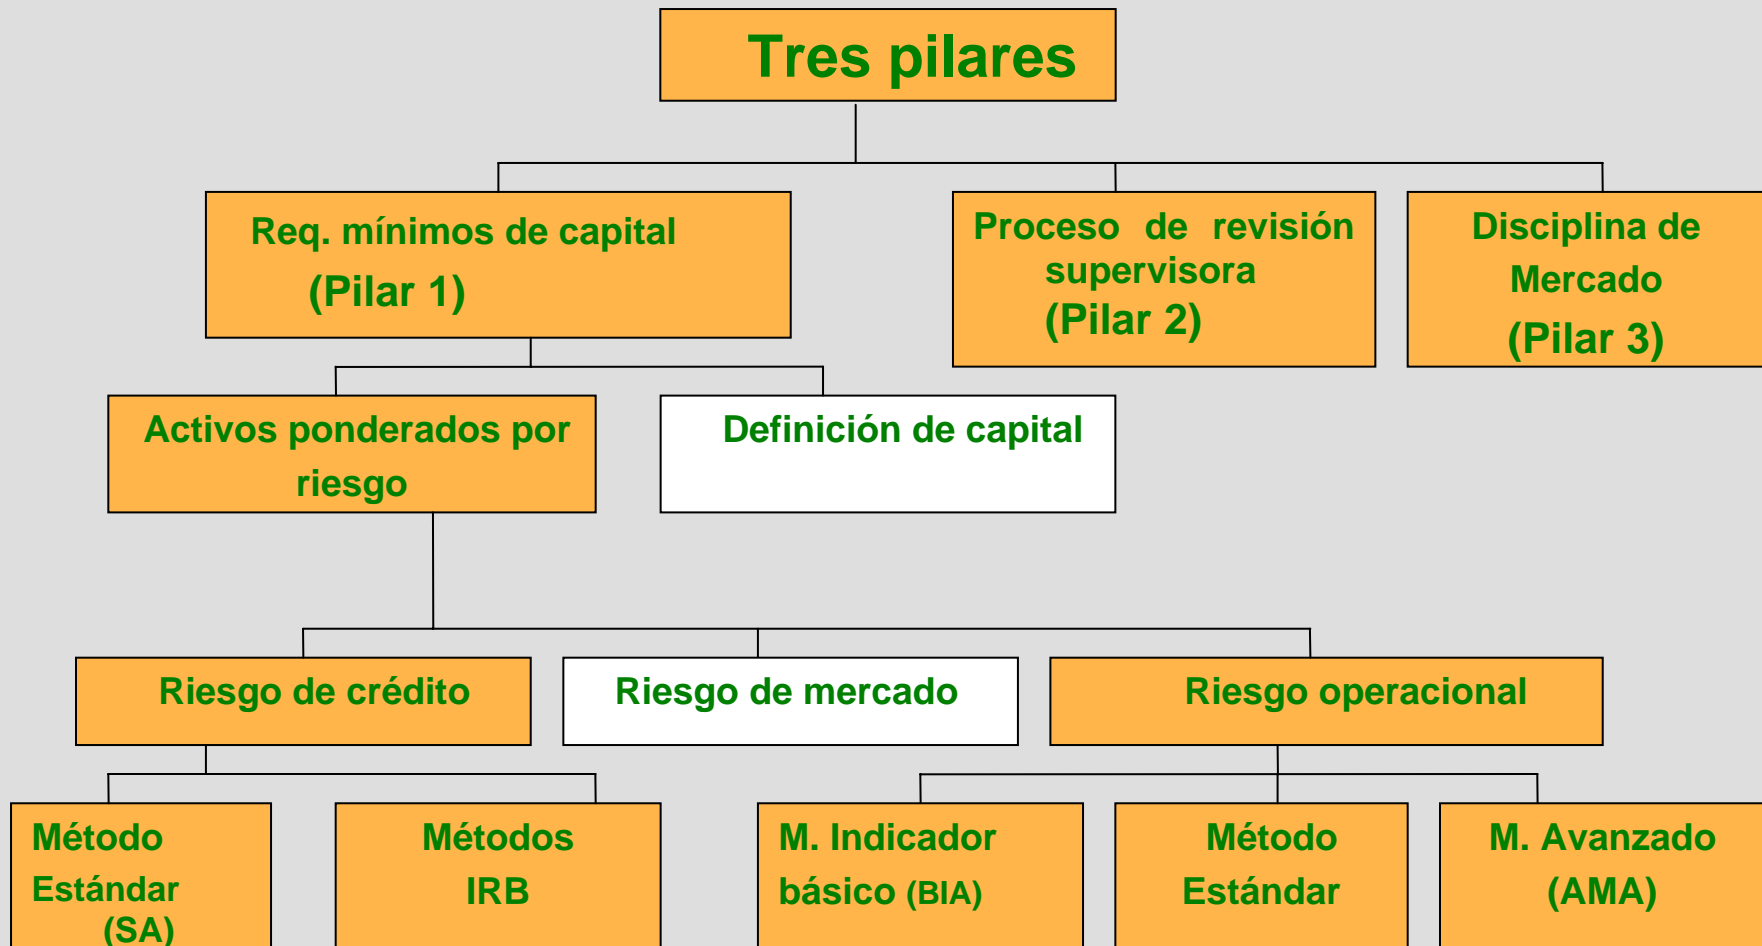 Tres pilares
Req. mínimos de capital
(Pilar 1)
Proceso de revisión
supervisora
(Pilar 2)
Disciplina de
Mercado
(Pilar 3)
Activos ponderados por
riesgo
Definición de capital
Riesgo de crédito
Riesgo de mercado
Riesgo operacional
Método
Estándar
(SA)
Métodos
IRB
M. Indicador
básico (BIA)
Método
Estándar
M. Avanzado
(AMA)